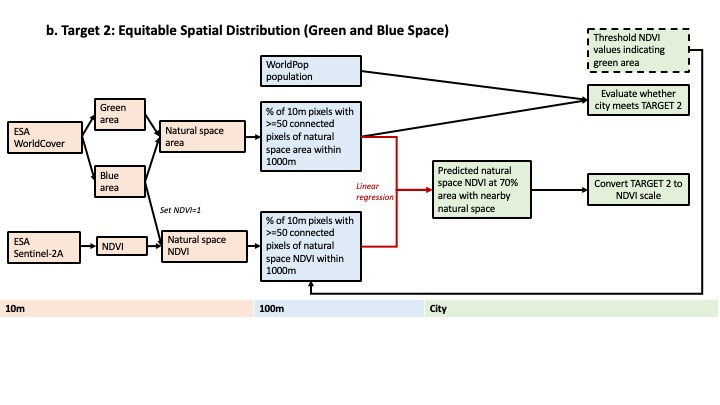 b. Target 2: Equitable Spatial Distribution (Green and Blue Space)
Threshold NDVI
values indicating
green area
WorldPop
population
Evaluate whether
city meets TARGET 2
Green
area
% of 10m pixels with
>=50 connected
pixels of natural
space area within
1000m
ESA
WorldCover
Natural space
area
Blue
area
Predicted natural
space NDVI at 70%
area with nearby
natural space
Convert TARGET 2 to
NDVI scale
Linear
regression
Set NDVI=1
% of 10m pixels with
>=50 connected
pixels of natural
space NDVI within
1000m
ESA
Sentinel-2A
NDVI
Natural space
NDVI
10m
100m
City